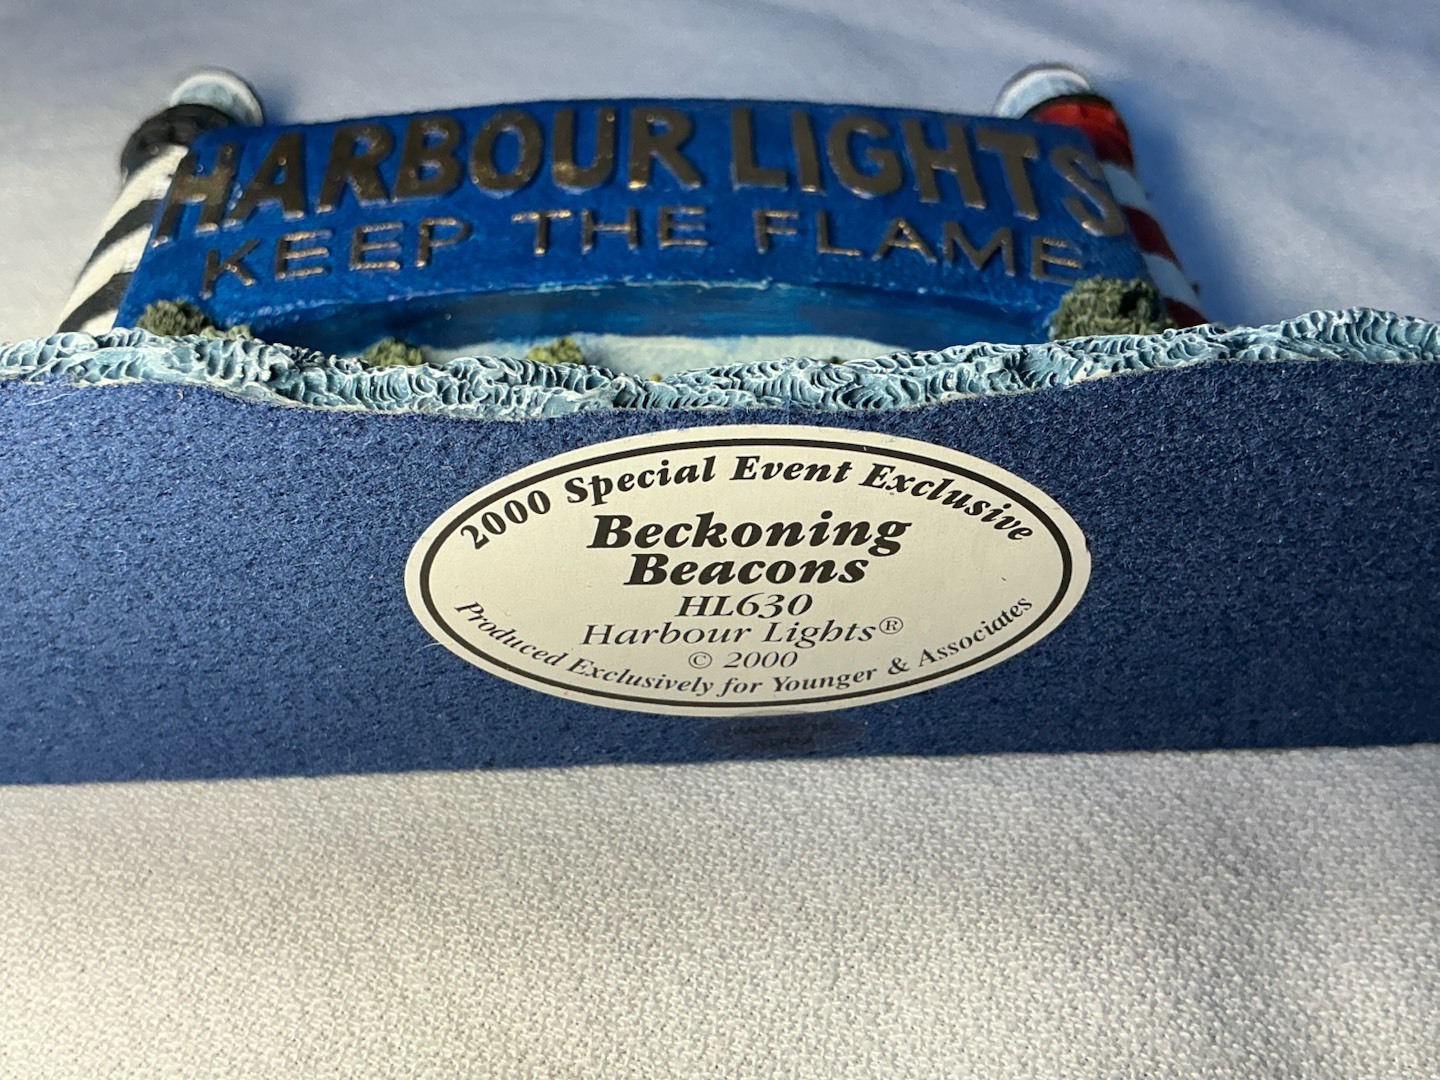 HARBOUR LIGHTS
KEEP THE FLAME
2000 Special Event Exclusive
Beckoning
Beacons
HL630
Harbour Lights®
© 2000
Produced Exclusively for Younger & Associates